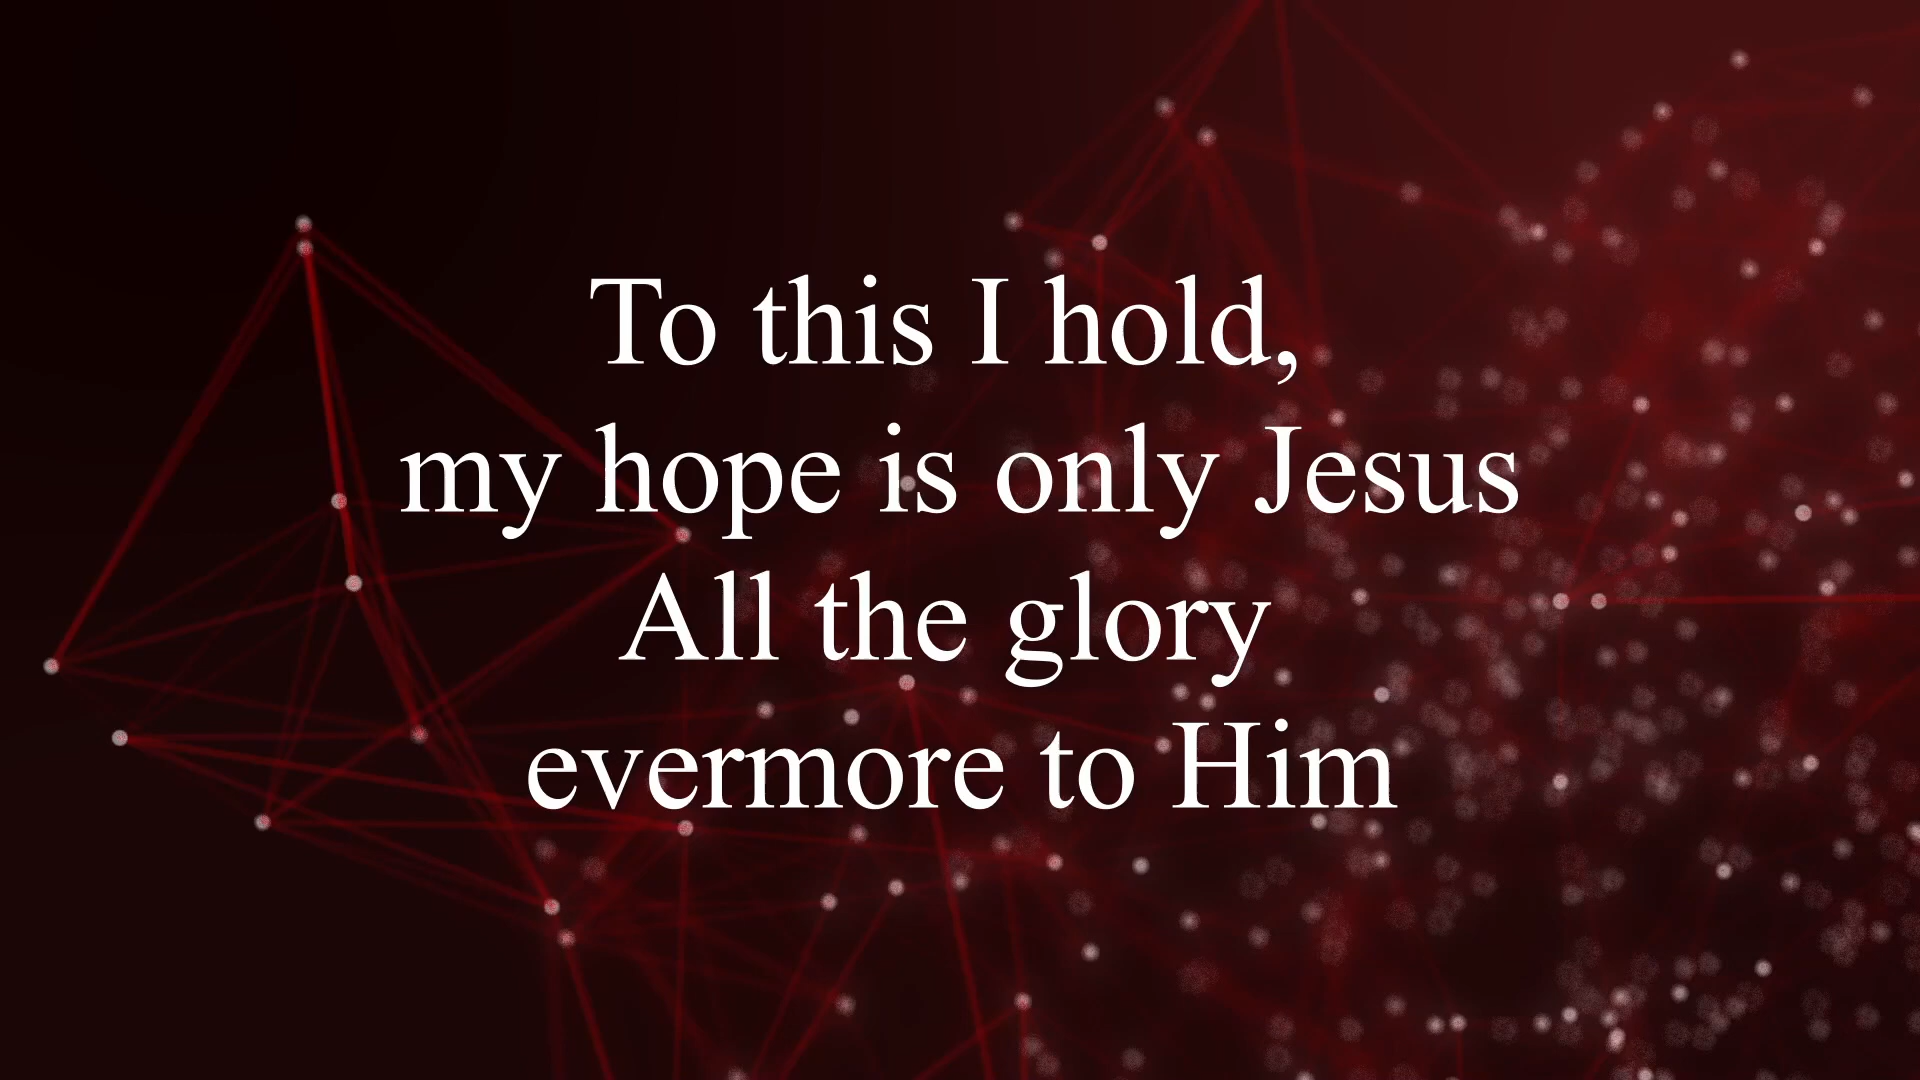 To this I hold,
my hope is only Jesus
All the glory
evermore to Him